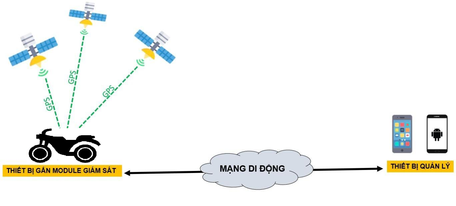 GPS
GPS
GPS
THIẾT BỊ GẮN MODULE GIÁM SÁT
MẠNG DI ĐỘNG
THIẾT BỊ QUẢN LÝ